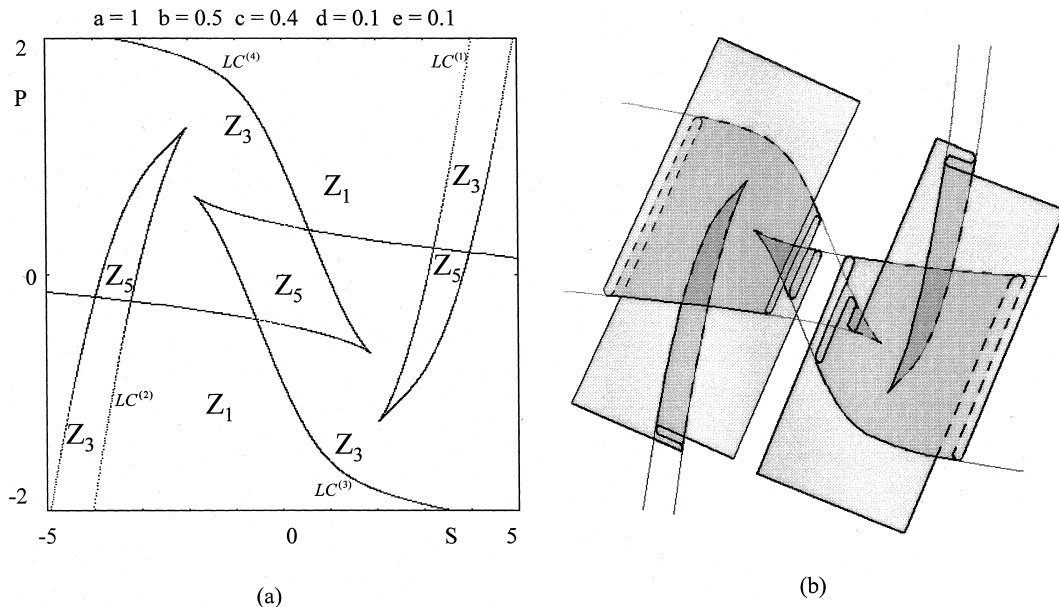 a = 1 b = 0.5 c = 0.4 d = 0.1 e = 0.1
2
P
LC(4)
LC(1)
Z3
Z1
Z3
Z5
0
Z5
Z5
LC(2)
Z1
Z3
Z3
LC(3)
-2
-5
0
S
5
(a)
(b)